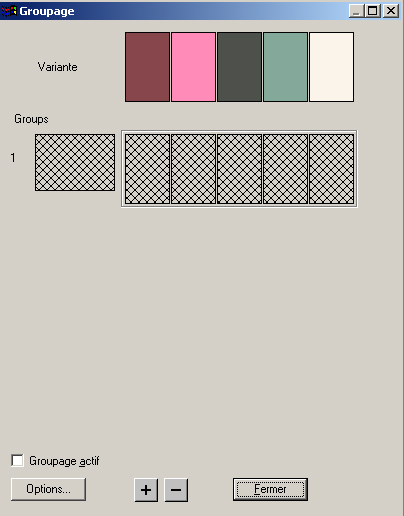 Groupage
Variante
Groups
1
Groupage actif
Options... + - Fermer